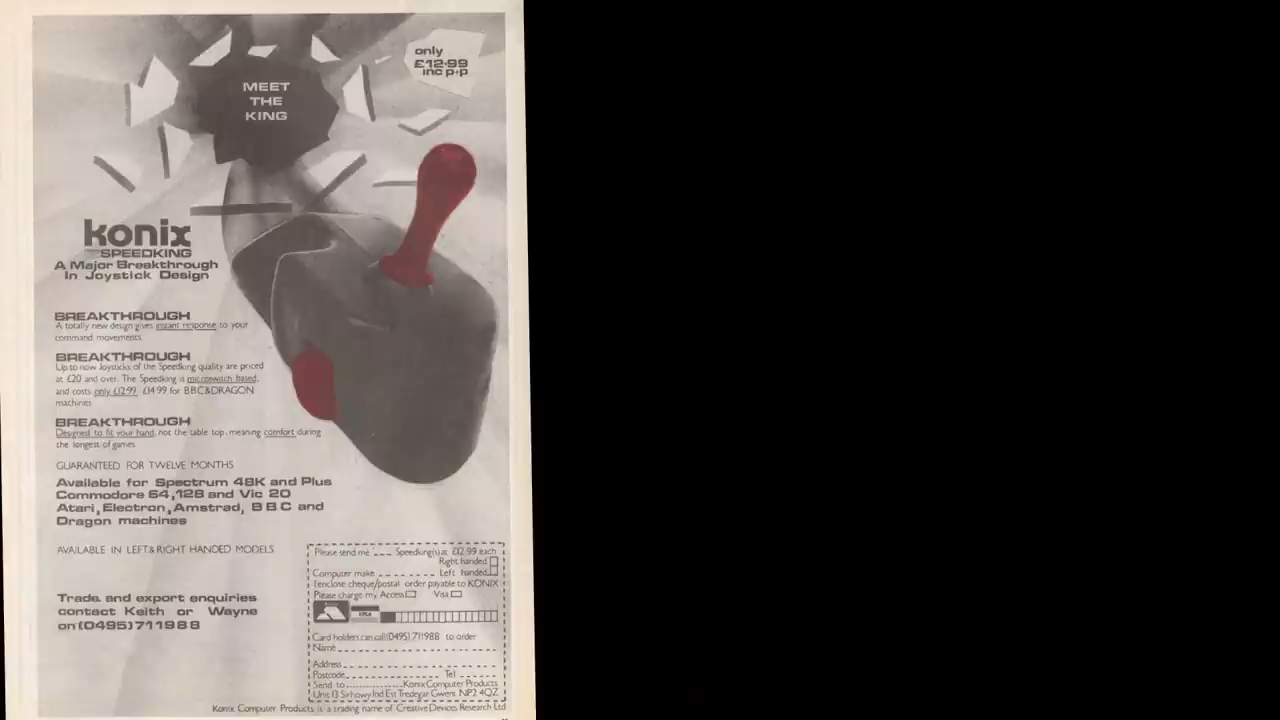 only
£12·99
inc p+p
MEET
THE
KING
konix
SPEEDKING
A Major Breakthrough
In Joystick Design
BREAKTHROUGH
A totally new design gives instant response to your
command movements.
BREAKTHROUGH
Up to now Joysticks of the Speedking quality are priced
at £20 and over. The Speedking is microswitch based,
and costs only £12.99. £14.99 for BBC&DRAGON
machines
BREAKTHROUGH
Designed to fit your hand, not the table top, meaning comfort during
the longest of games
GUARANTEED FOR TWELVE MONTHS
Available for Spectrum 48K and Plus
Commodore 64,128 and Vic 20
Atari, Electron, Amstrad, BBC and
Dragon machines
AVAILABLE IN LEFT & RIGHT HANDED MODELS
Trade and export enquiries
contact Keith or Wayne
on (0495) 711988
Please send me ___ Speedking(s) at £12·99 each
Right handed
Computer make ________ Left handed
I enclose cheque/postal order payable to KONIX
Please charge my Access Visa
VISA
Card holders can call (0495) 711988 to order
Name
Address
Postcode Tel
Send to Konix Computer Products
Unit 13 Sirhowy Ind Est Tredegar Gwent NP2 4QZ
Konix Computer Products is a trading name of Creative Devices Research Ltd